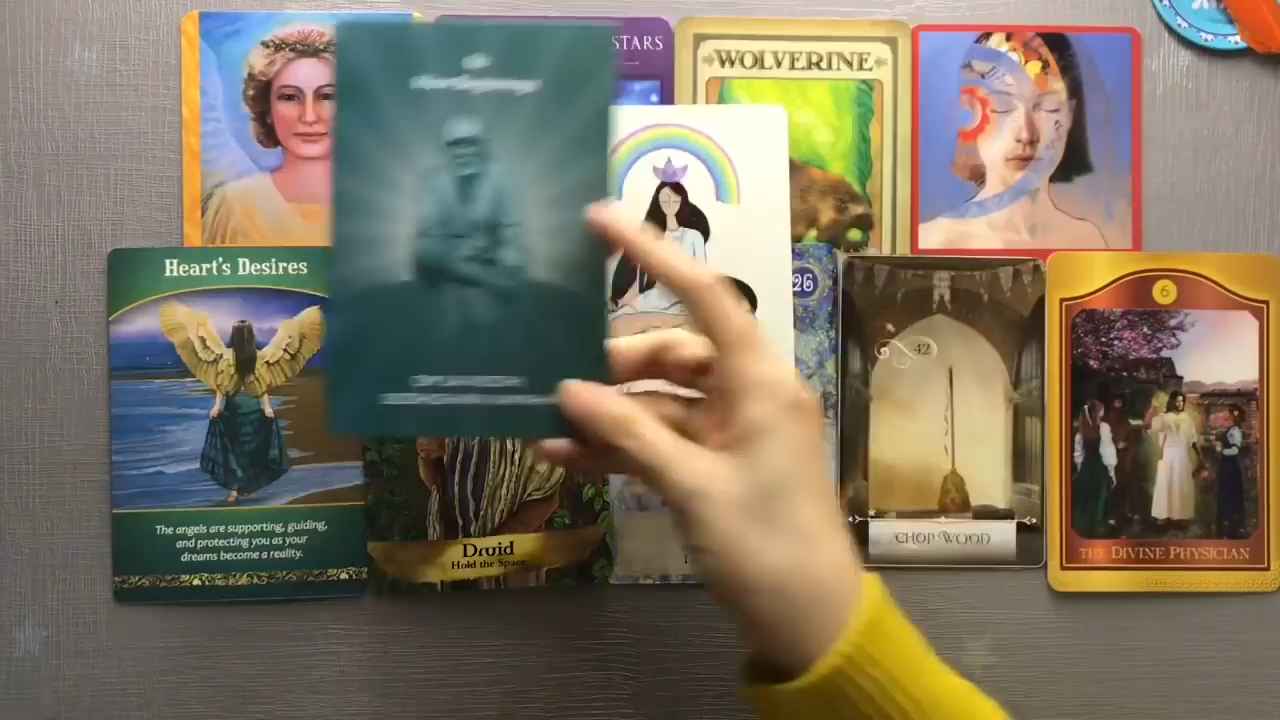 STARS
WOLVERINE
Heart's Desires
The angels are supporting, guiding,
and protecting you as your
dreams become a reality.
Druid
Hold the Space
26
42
CHOP WOOD
6
THE DIVINE PHYSICIAN